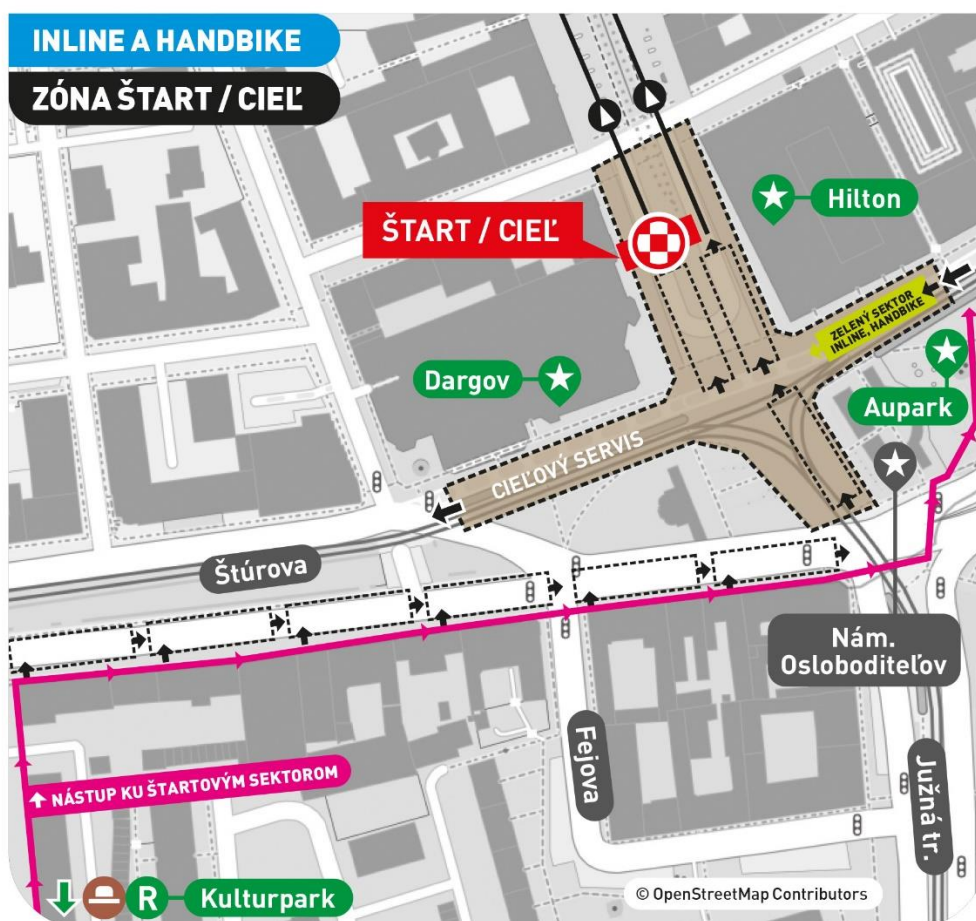 INLINE A HANDBIKE
ZÓNA ŠTART / CIEĽ
ŠTART / CIEĽ
Hilton
ZELENÝ SEKTOR
INLINE, HANDBIKE
Dargov
Aupark
CIEĽOVÝ SERVIS
Štúrova
Nám.
Osloboditeľov
Fejova
Južná tr.
NÁSTUP KU ŠTARTOVÝM SEKTOROM
R
Kulturpark
© OpenStreetMap Contributors